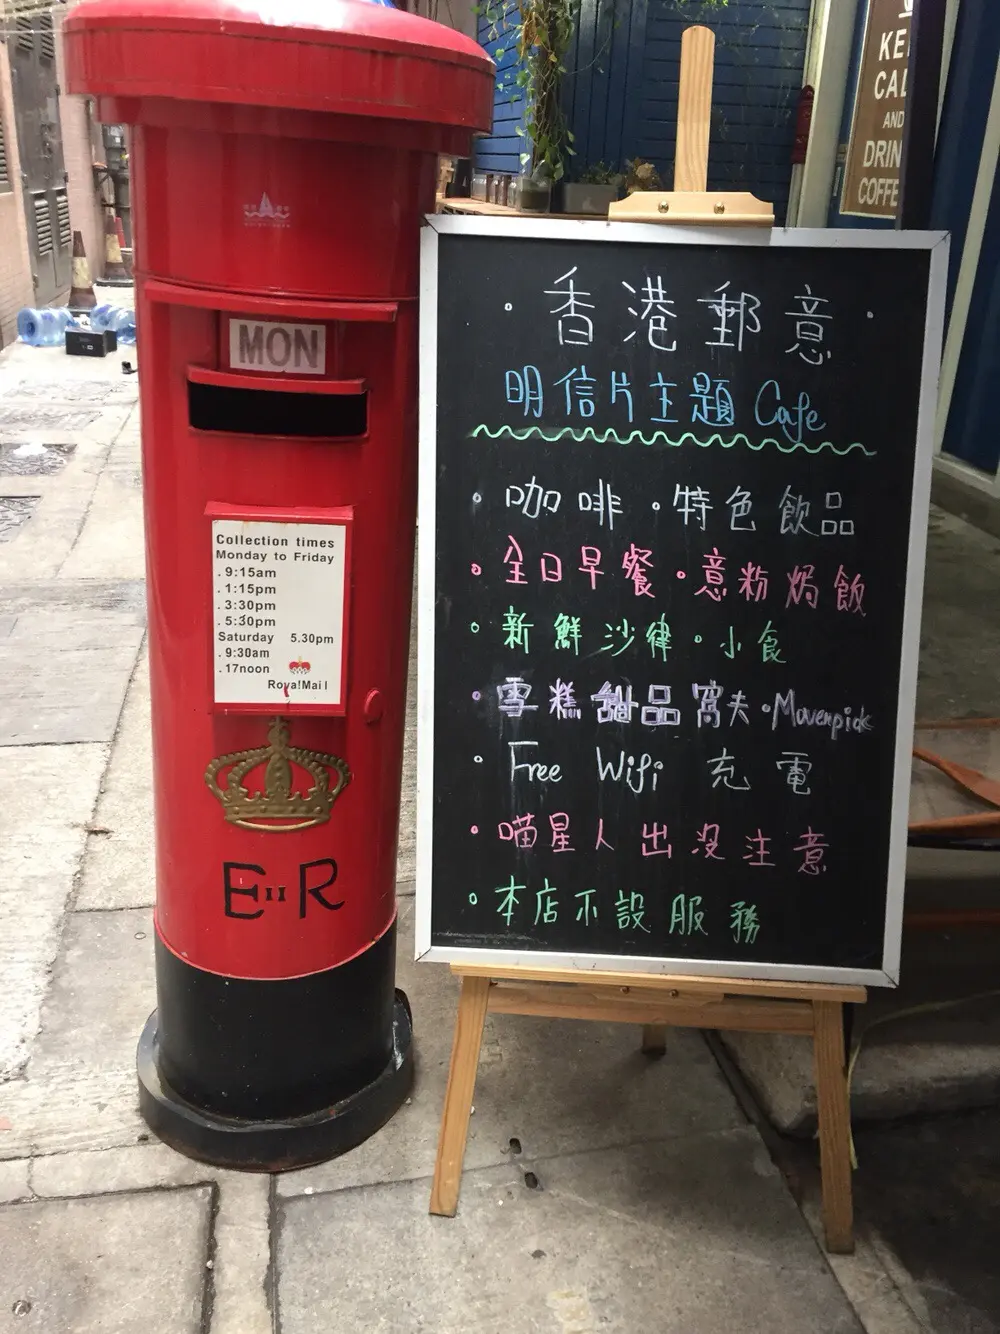 MON
Collection times
Monday to Friday
. 9:15am
. 1:15pm
. 3:30pm
. 5:30pm
Saturday 5.30pm
. 9:30am
. 17noon
Roya!Mail
E II R
KE
CAL
AND
DRIN
COFFE
· 香港郵意 ·
明信片主題 Cafe
· 咖啡 · 特色飲品
· 全日早餐 · 意粉焗飯
· 新鮮沙律 · 小食
· 雪糕甜品窩夫 · Movenpick
· Free Wifi 充電
· 喵星人出沒注意
· 本店不設服務